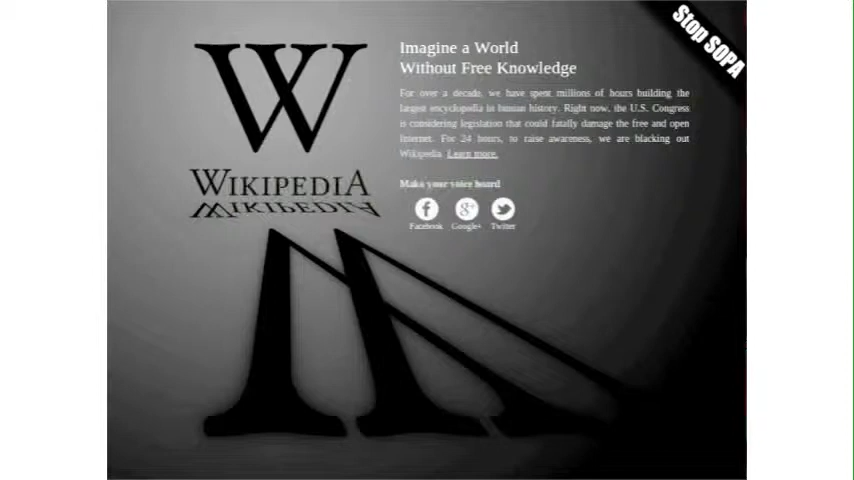 Stop SOPA
W
WIKIPEDIA
WIKIPEDIA
Imagine a World
Without Free Knowledge
For over a decade, we have spent millions of hours building the
largest encyclopedia in human history. Right now, the U.S. Congress
is considering legislation that could fatally damage the free and open
Internet. For 24 hours, to raise awareness, we are blacking out
Wikipedia. Learn more.
Make your voice heard
Facebook Google+ Twitter